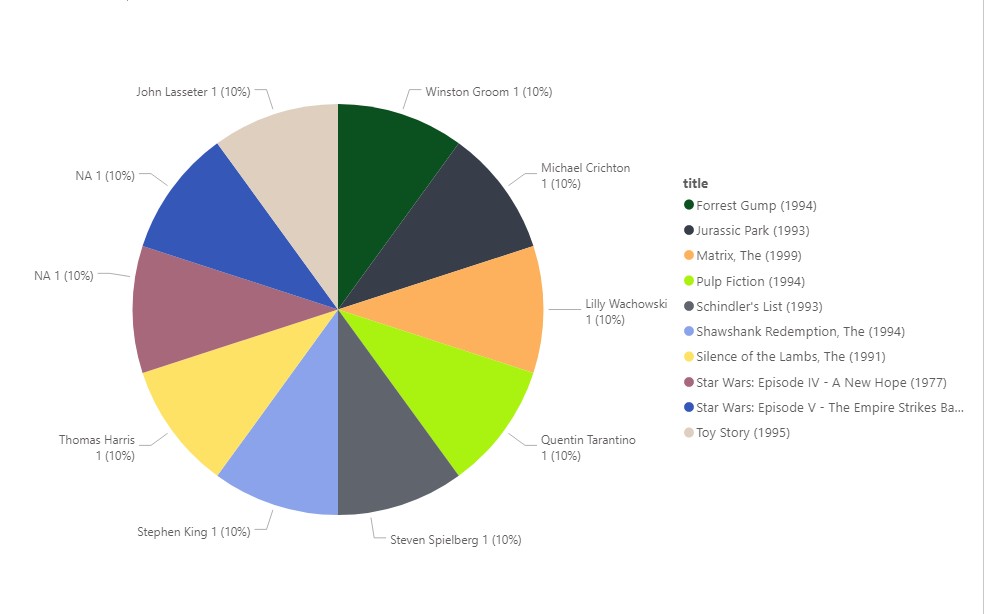 John Lasseter 1 (10%)
Winston Groom 1 (10%)
Michael Crichton
1 (10%)
NA 1 (10%)
NA 1 (10%)
Lilly Wachowski
1 (10%)
Thomas Harris
1 (10%)
Quentin Tarantino
1 (10%)
Stephen King 1 (10%)
Steven Spielberg 1 (10%)
title
Forrest Gump (1994)
Jurassic Park (1993)
Matrix, The (1999)
Pulp Fiction (1994)
Schindler's List (1993)
Shawshank Redemption, The (1994)
Silence of the Lambs, The (1991)
Star Wars: Episode IV - A New Hope (1977)
Star Wars: Episode V - The Empire Strikes Ba...
Toy Story (1995)